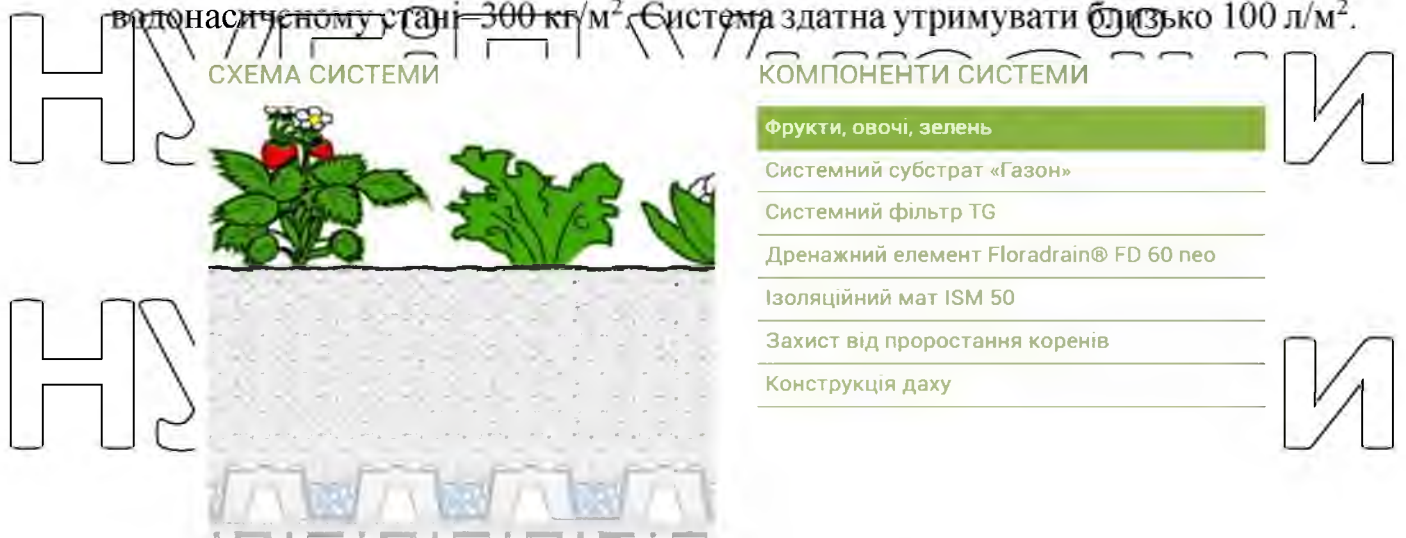 водонасиченому стані–300 кг/м². Система здатна утримувати близько 100 л/м².
СХЕМА СИСТЕМИ
КОМПОНЕНТИ СИСТЕМИ
Фрукти, овочі, зелень
Системний субстрат «Газон»
Системний фільтр TG
Дренажний елемент Floradrain® FD 60 neo
Ізоляційний мат ISM 50
Захист від проростання коренів
Конструкція даху